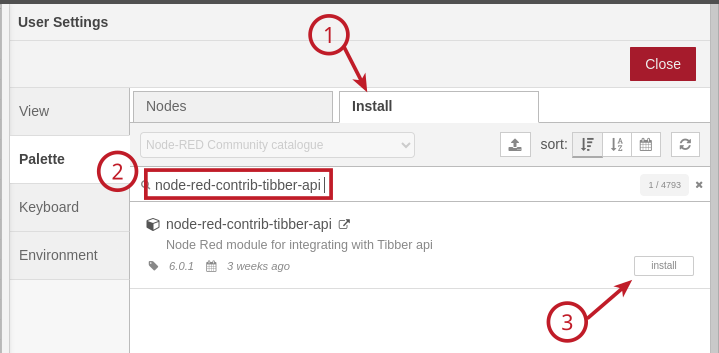 User Settings
1
Close
View
Nodes
Install
Node-RED Community catalogue
sort:
Palette
2
node-red-contrib-tibber-api
1 / 4793
Keyboard
node-red-contrib-tibber-api
Node Red module for integrating with Tibber api
Environment
6.0.1 3 weeks ago
install
3